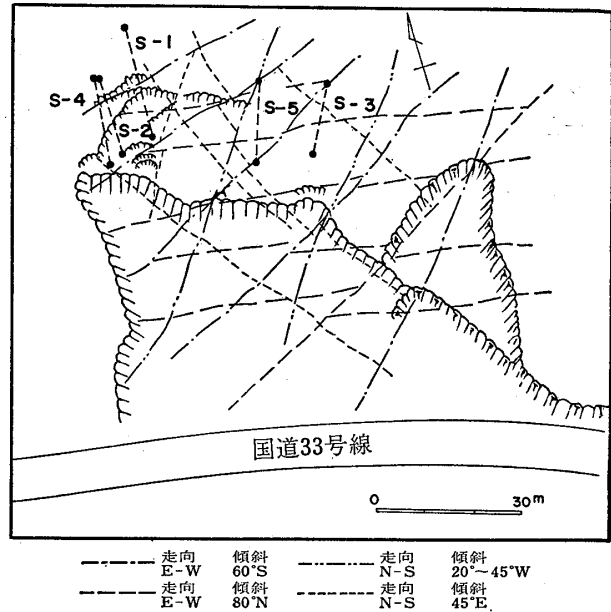 S-1
S-4
S-5
S-3
S-2
国道33号線
0 30m
走向 傾斜 走向 傾斜
E-W 60°S N-S 20°~45°W
走向 傾斜 走向 傾斜
E-W 80°N N-S 45°E